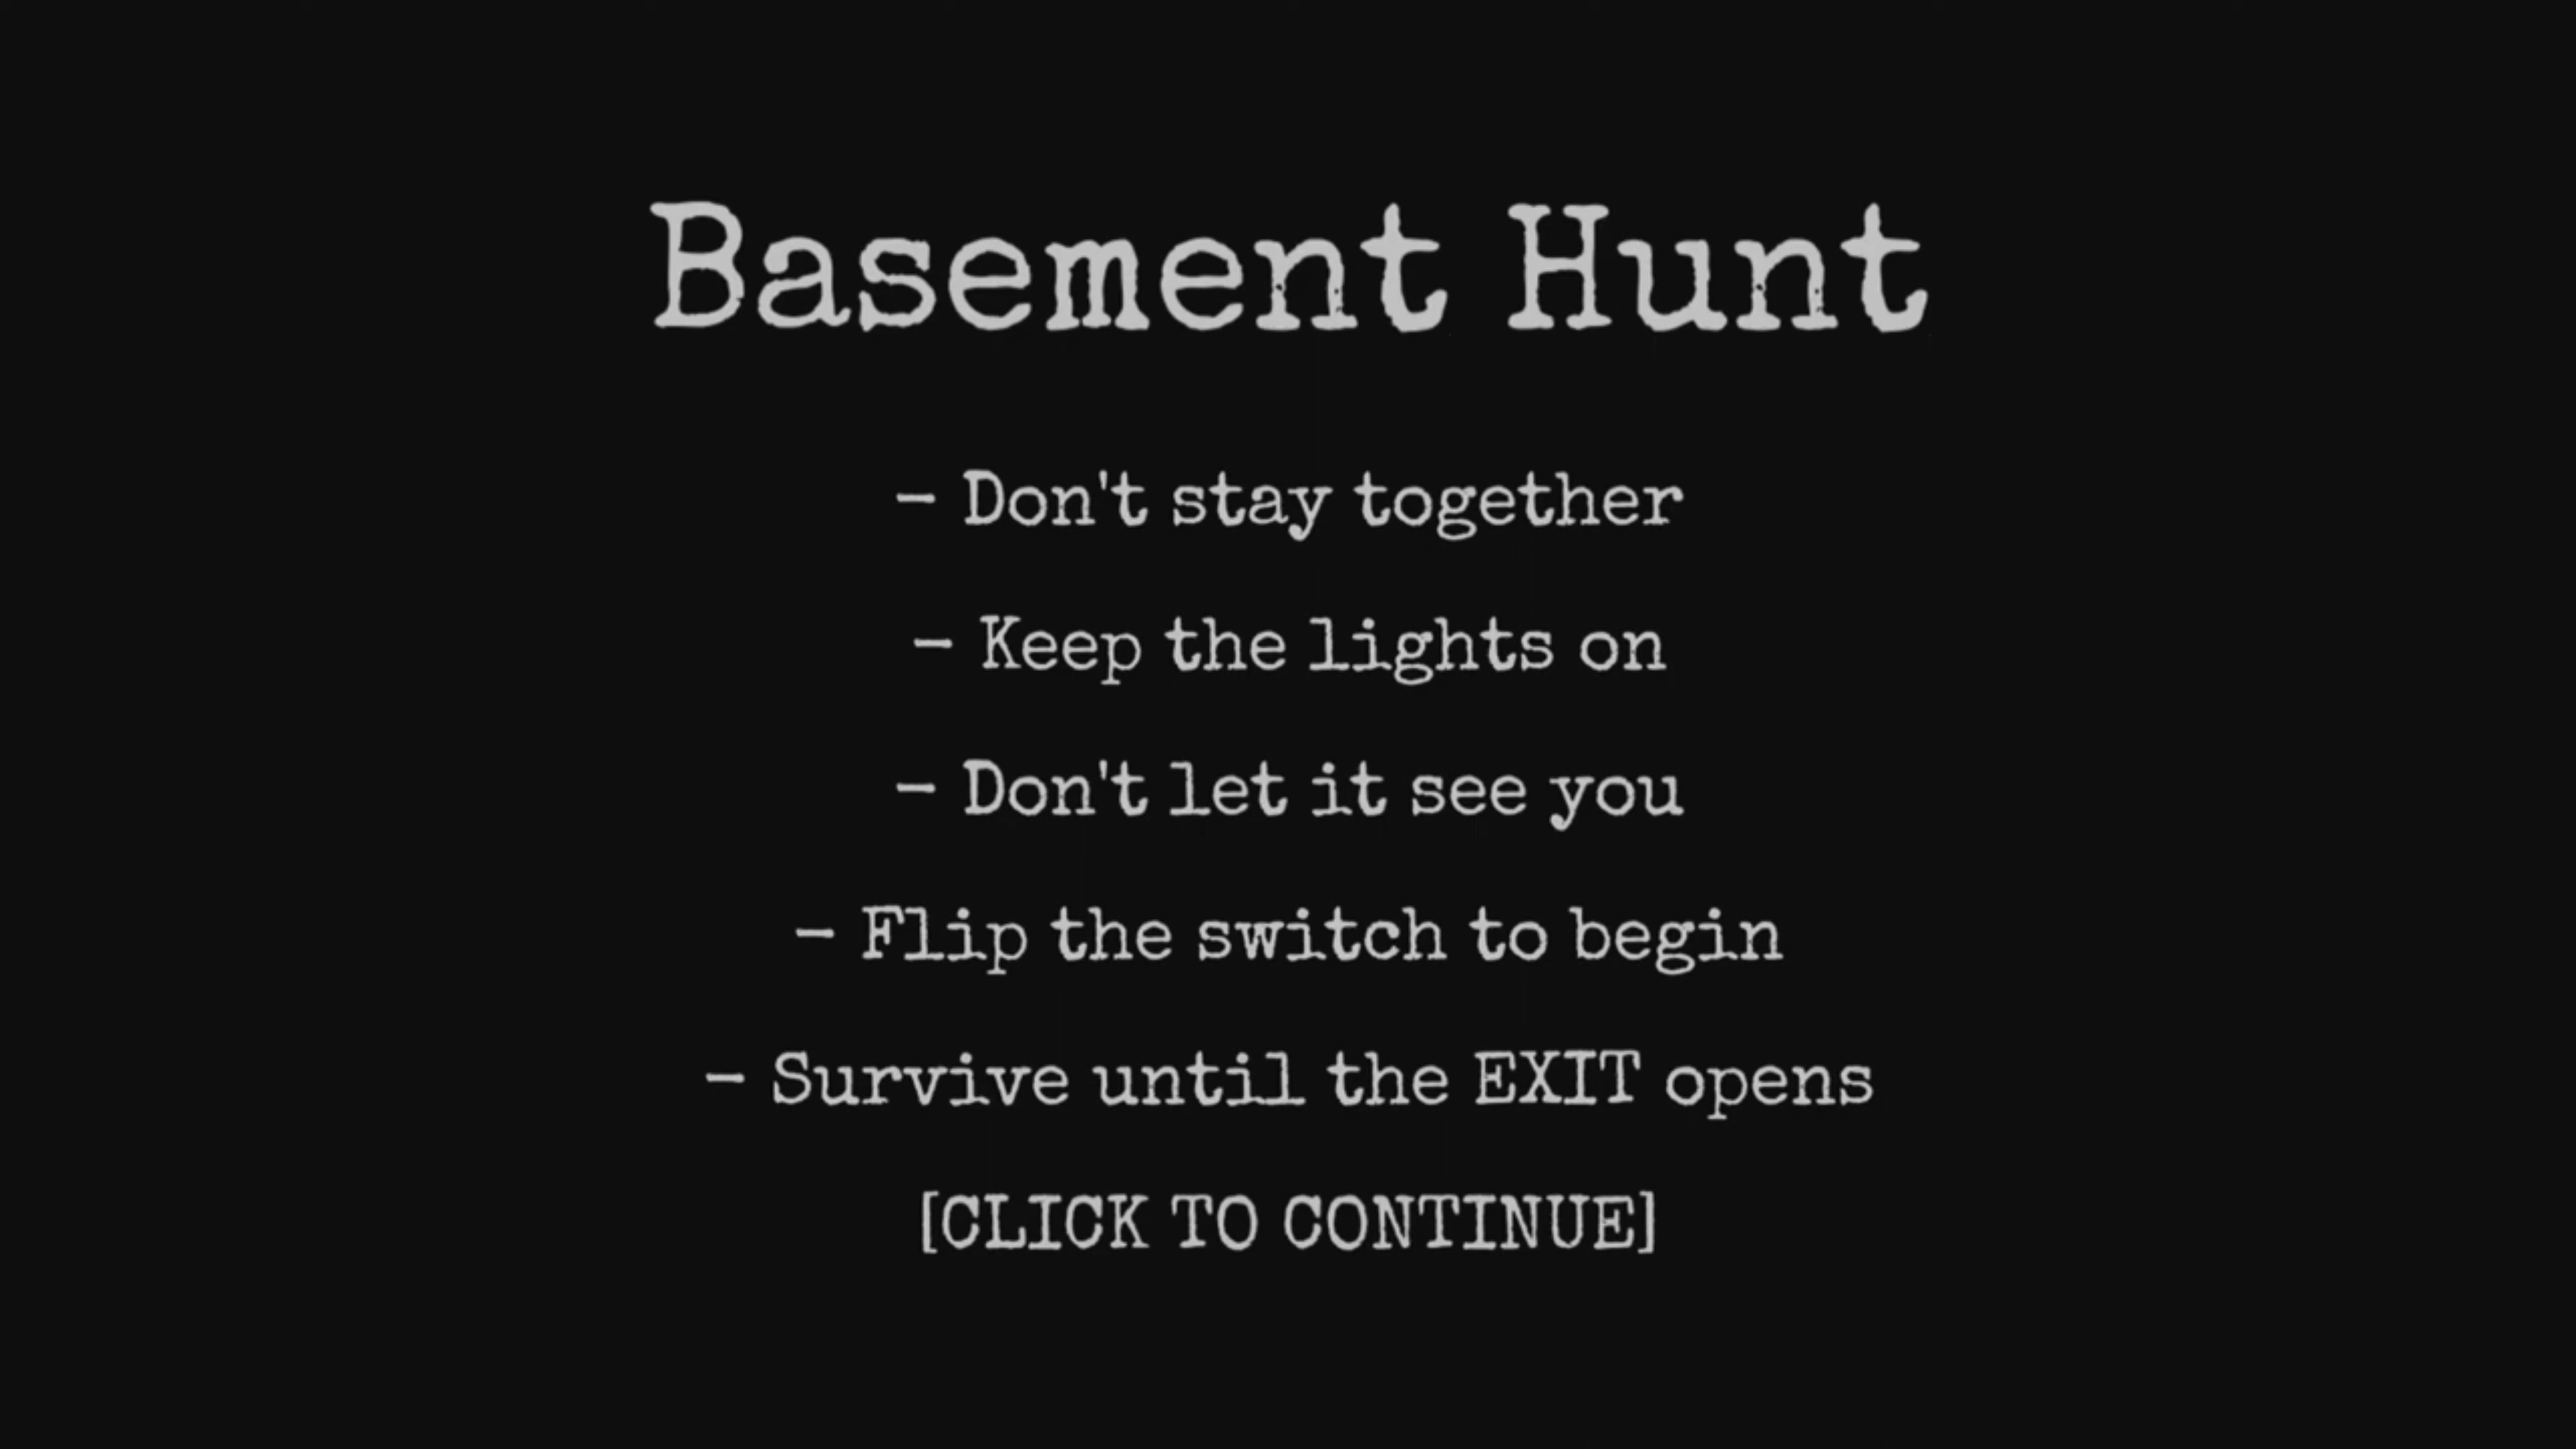 Basement Hunt
- Don't stay together
- Keep the lights on
- Don't let it see you
- Flip the switch to begin
- Survive until the EXIT opens
[CLICK TO CONTINUE]